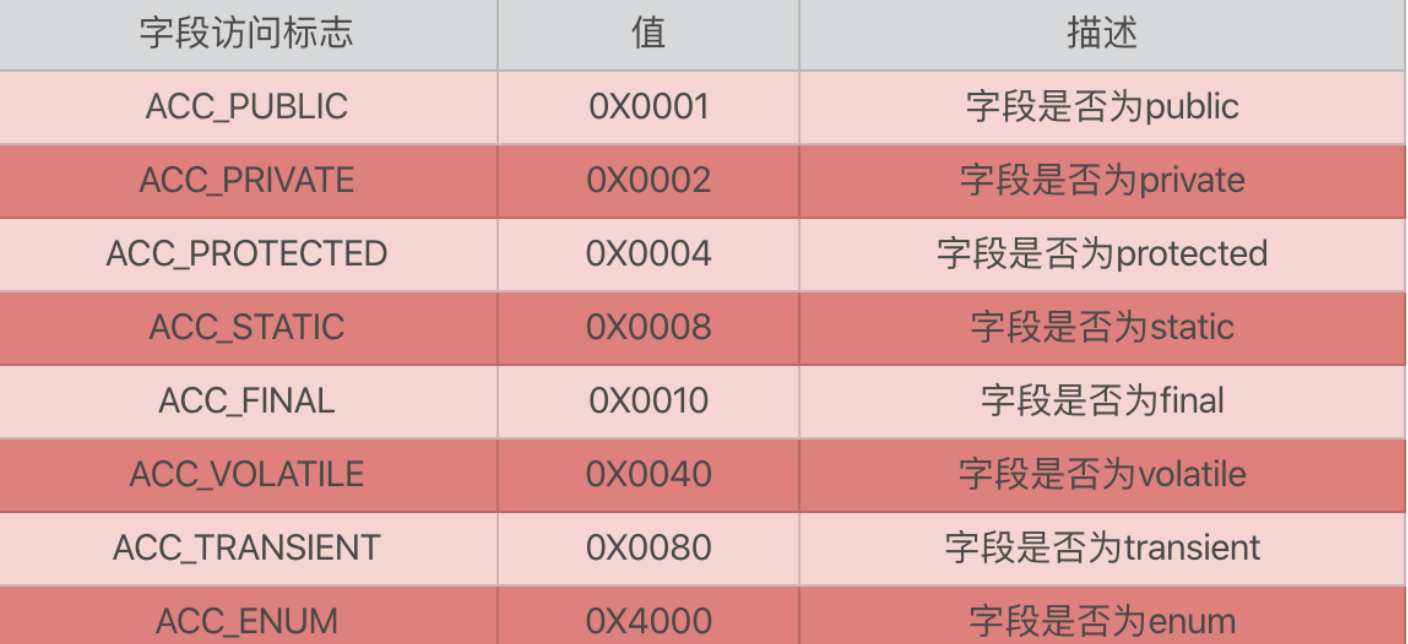 字段访问标志 值 描述
ACC_PUBLIC 0X0001 字段是否为public
ACC_PRIVATE 0X0002 字段是否为private
ACC_PROTECTED 0X0004 字段是否为protected
ACC_STATIC 0X0008 字段是否为static
ACC_FINAL 0X0010 字段是否为final
ACC_VOLATILE 0X0040 字段是否为volatile
ACC_TRANSIENT 0X0080 字段是否为transient
ACC_ENUM 0X4000 字段是否为enum